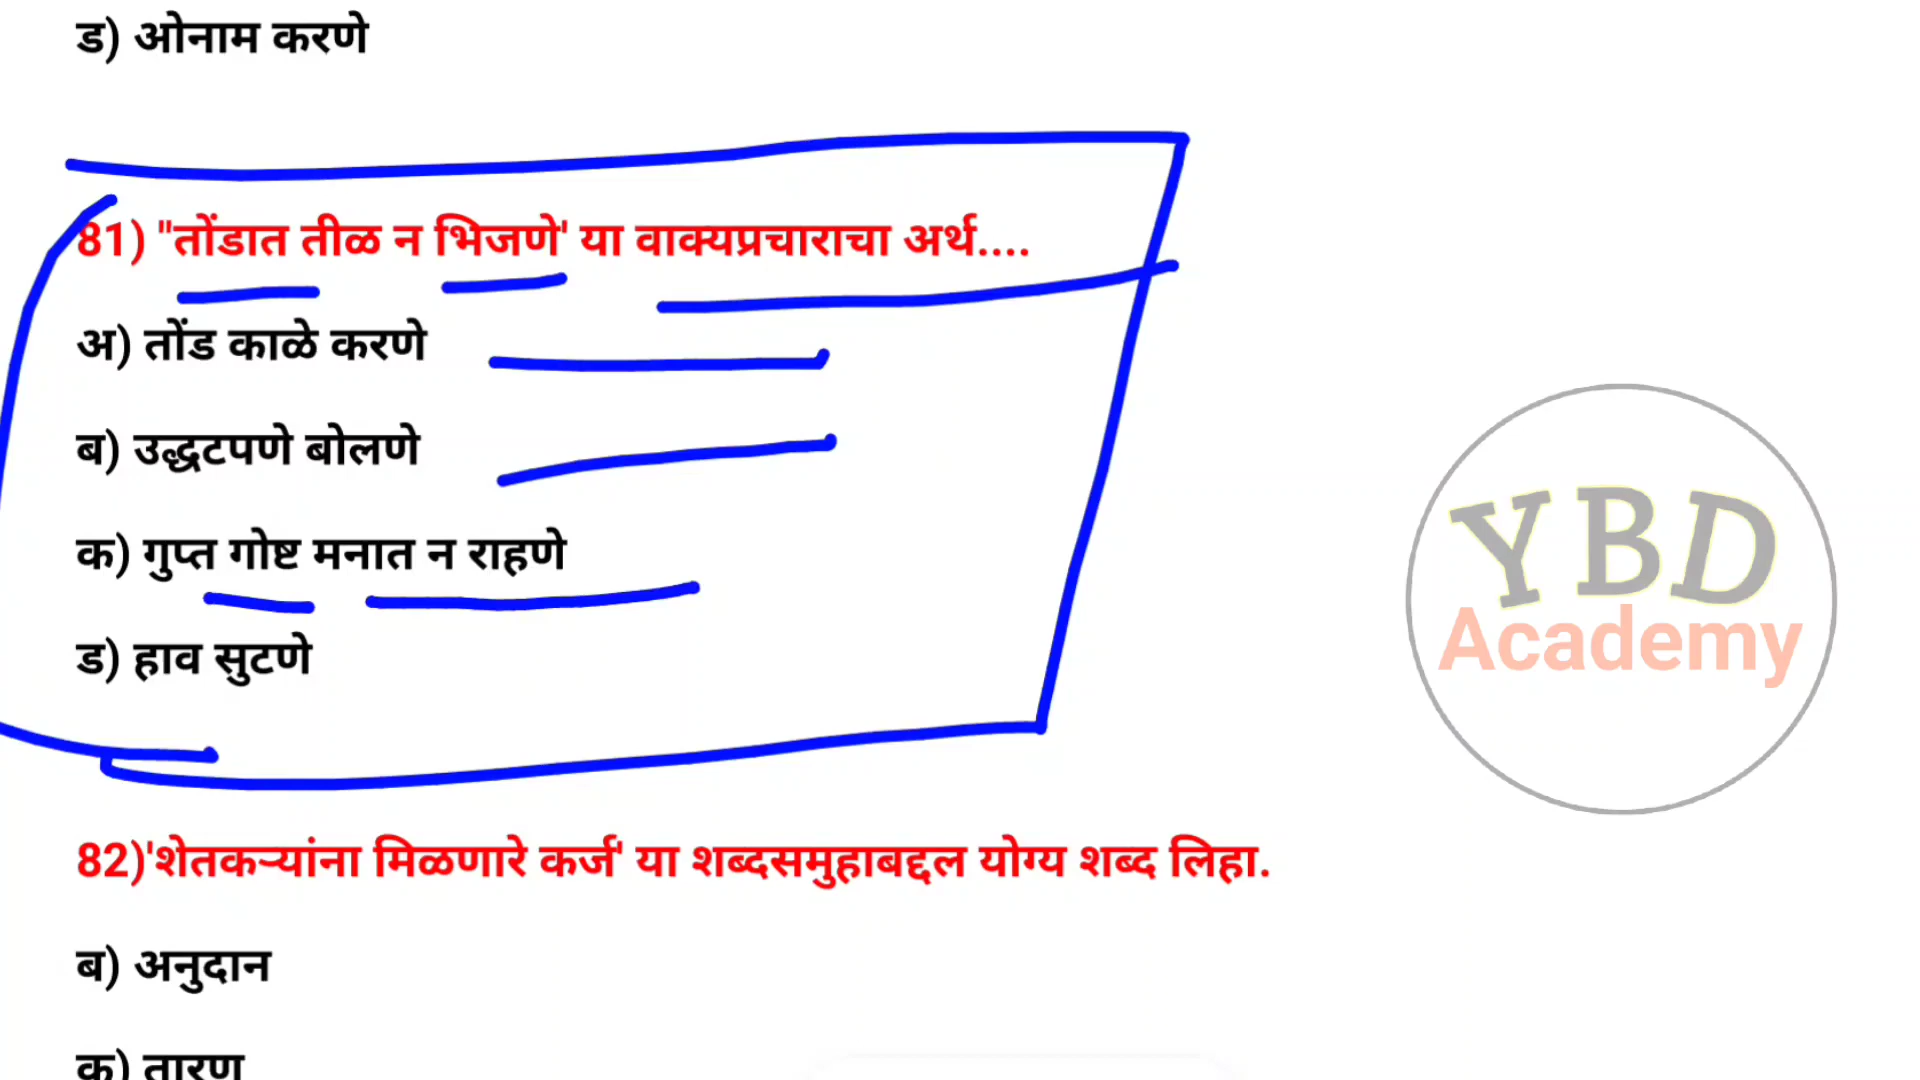 ड) ओनाम करणे
81) "तोंडात तीळ न भिजणे' या वाक्यप्रचाराचा अर्थ....
अ) तोंड काळे करणे
ब) उद्धटपणे बोलणे
क) गुप्त गोष्ट मनात न राहणे
ड) हाव सुटणे
YBD
Academy
82)'शेतकऱ्यांना मिळणारे कर्ज' या शब्दसमुहाबद्दल योग्य शब्द लिहा.
ब) अनुदान
क) तारण